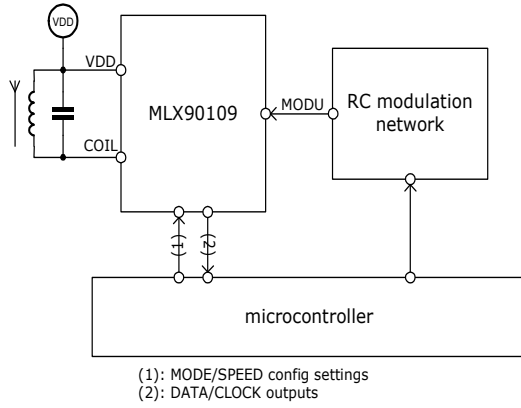 VDD
VDD
MLX90109
COIL
MODU
RC modulation
network
(1)
(2)
microcontroller
(1): MODE/SPEED config settings
(2): DATA/CLOCK outputs